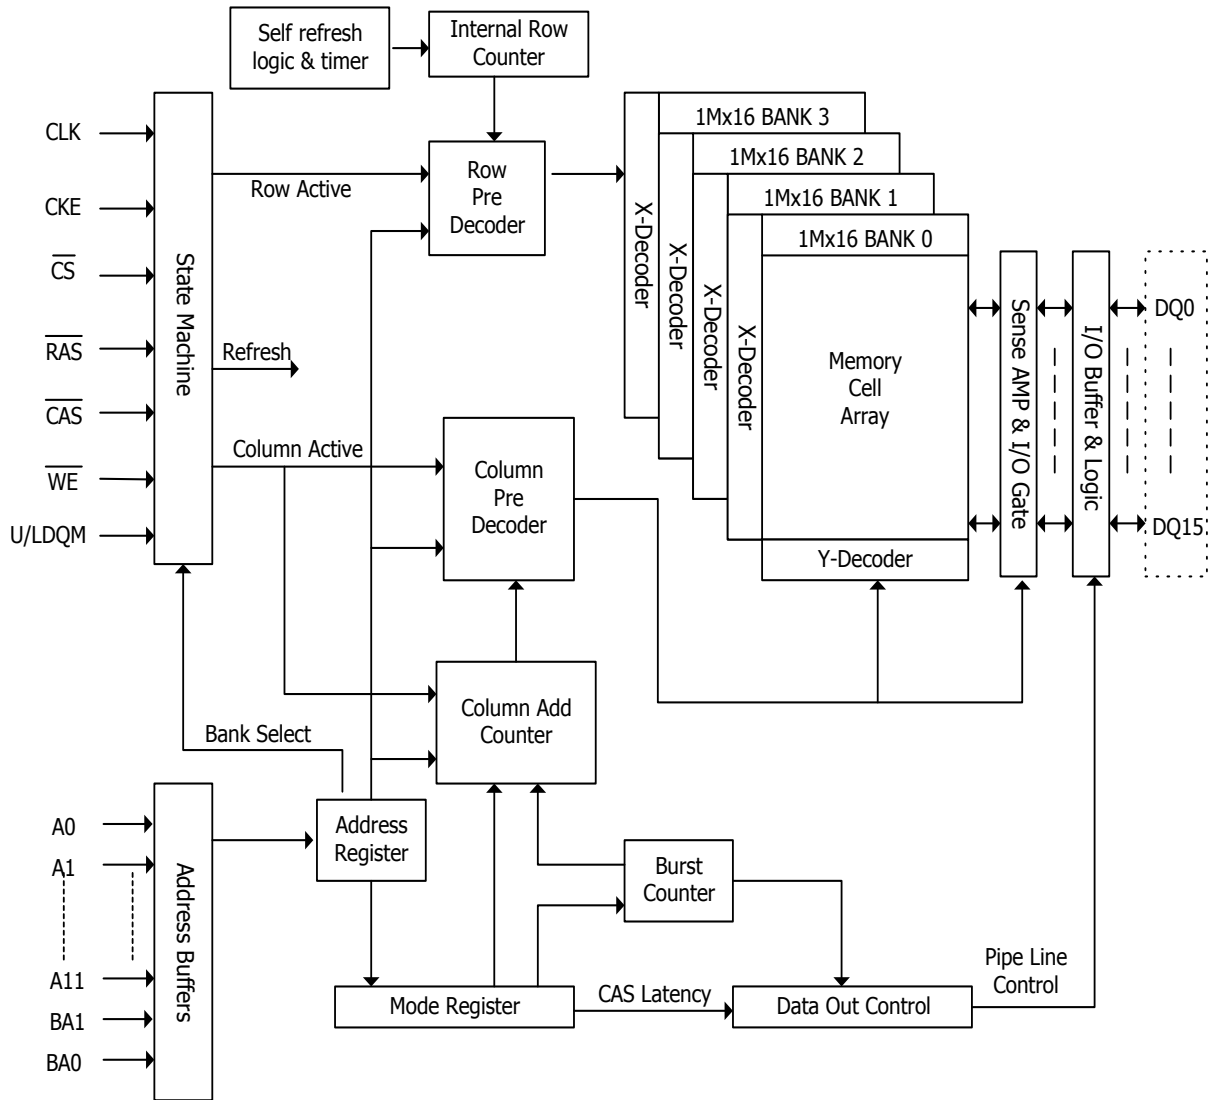 Self refresh
logic & timer
Internal Row
Counter
CLK
CKE
CS
RAS
CAS
WE
U/LDQM
State Machine
Row Active
Refresh
Column Active
Bank Select
Row
Pre
Decoder
Column
Pre
Decoder
Column Add
Counter
1Mx16 BANK 3
1Mx16 BANK 2
1Mx16 BANK 1
1Mx16 BANK 0
X-Decoder
X-Decoder
X-Decoder
X-Decoder
Memory
Cell
Array
Y-Decoder
Sense AMP & I/O Gate
I/O Buffer & Logic
DQ0
DQ15
A0
A1
A11
BA1
BA0
Address Buffers
Address
Register
Burst
Counter
Mode Register
CAS Latency
Data Out Control
Pipe Line
Control